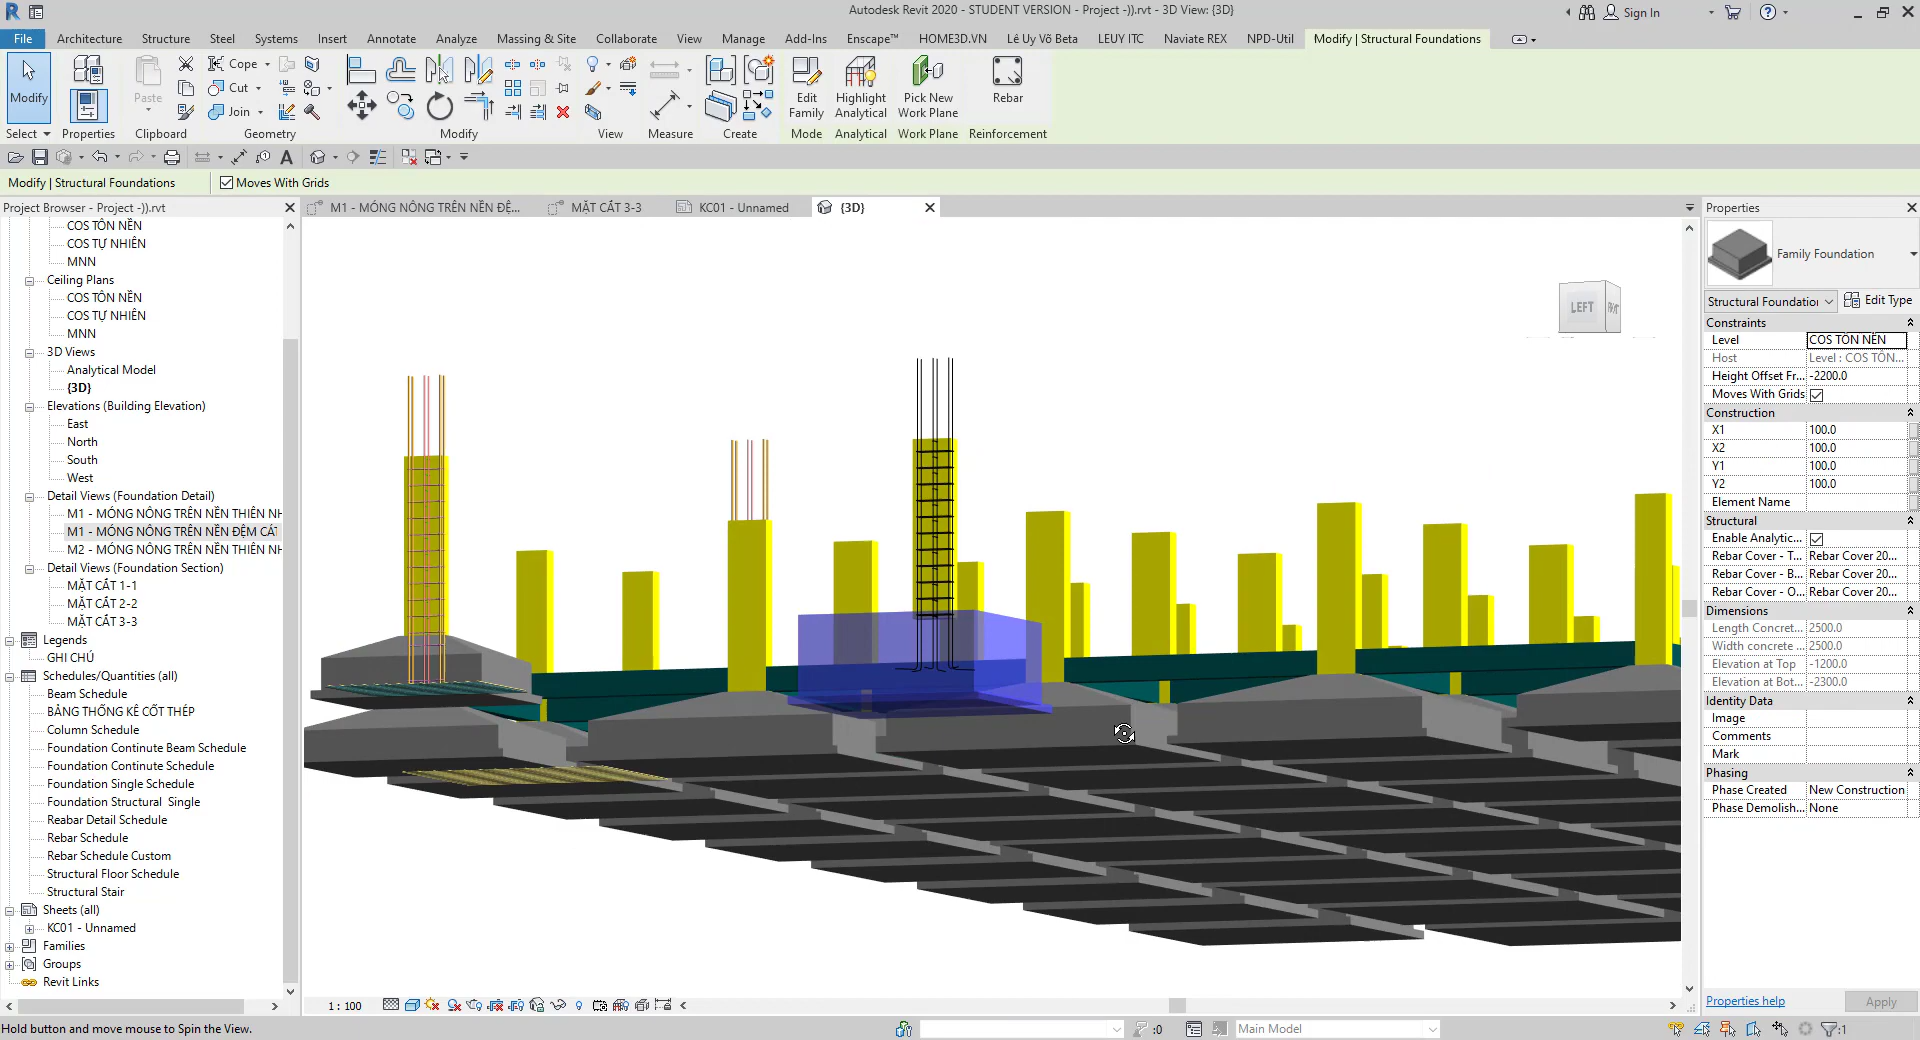 Autodesk Revit 2020 - STUDENT VERSION - Project -)).rvt - 3D View: {3D}
Sign In
File
Architecture
Structure
Steel
Systems
Insert
Annotate
Analyze
Massing & Site
Collaborate
View
Manage
Add-Ins
Enscape™
HOME3D.VN
Lê Uy Võ Beta
LEUY ITC
Naviate REX
NPD-Util
Modify | Structural Foundations
Modify
Paste
Cope
Cut
Join
Edit Family
Highlight Analytical
Pick New Work Plane
Rebar
Select
Properties
Clipboard
Geometry
Modify
View
Measure
Create
Mode
Analytical
Work Plane
Reinforcement
Modify | Structural Foundations
Moves With Grids
Project Browser - Project -)).rvt
COS TÔN NỀN
COS TỰ NHIÊN
MNN
Ceiling Plans
COS TÔN NỀN
COS TỰ NHIÊN
MNN
3D Views
Analytical Model
{3D}
Elevations (Building Elevation)
East
North
South
West
Detail Views (Foundation Detail)
M1 - MÓNG NÔNG TRÊN NỀN THIÊN NH
M1 - MÓNG NÔNG TRÊN NỀN ĐỆM CÁT
M2 - MÓNG NÔNG TRÊN NỀN THIÊN NH
Detail Views (Foundation Section)
MẶT CẮT 1-1
MẶT CẮT 2-2
MẶT CẮT 3-3
Legends
GHI CHÚ
Schedules/Quantities (all)
Beam Schedule
BẢNG THỐNG KÊ CỐT THÉP
Column Schedule
Foundation Continute Beam Schedule
Foundation Continute Schedule
Foundation Single Schedule
Foundation Structural Single
Reabar Detail Schedule
Rebar Schedule
Rebar Schedule Custom
Structural Floor Schedule
Structural Stair
Sheets (all)
KC01 - Unnamed
Families
Groups
Revit Links
M1 - MÓNG NÔNG TRÊN NỀN ĐỆ...
MẶT CẮT 3-3
KC01 - Unnamed
{3D}
LEFT
1 : 100
Properties
Family Foundation
Structural Foundation
Edit Type
Constraints
Level COS TÔN NỀN
Host Level : COS TÔN...
Height Offset Fr... -2200.0
Moves With Grids
Construction
X1 100.0
X2 100.0
Y1 100.0
Y2 100.0
Element Name
Structural
Enable Analytic...
Rebar Cover - T... Rebar Cover 20...
Rebar Cover - B... Rebar Cover 20...
Rebar Cover - O... Rebar Cover 20...
Dimensions
Length Concret... 2500.0
Width concrete ... 2500.0
Elevation at Top -1200.0
Elevation at Bot... -2300.0
Identity Data
Image
Comments
Mark
Phasing
Phase Created New Construction
Phase Demolish... None
Properties help
Apply
Hold button and move mouse to Spin the View.
:0
Main Model
:1